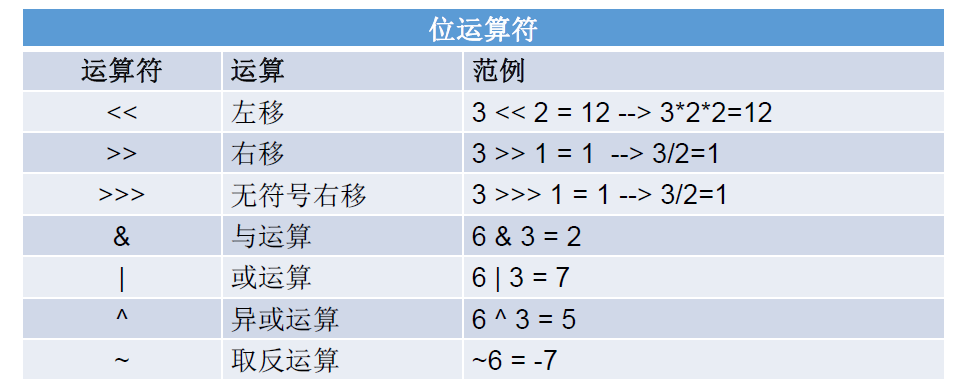 位运算符
运算符 运算 范例
<< 左移 3 << 2 = 12 --> 3*2*2=12
>> 右移 3 >> 1 = 1 --> 3/2=1
>>> 无符号右移 3 >>> 1 = 1 --> 3/2=1
& 与运算 6 & 3 = 2
| 或运算 6 | 3 = 7
^ 异或运算 6 ^ 3 = 5
~ 取反运算 ~6 = -7